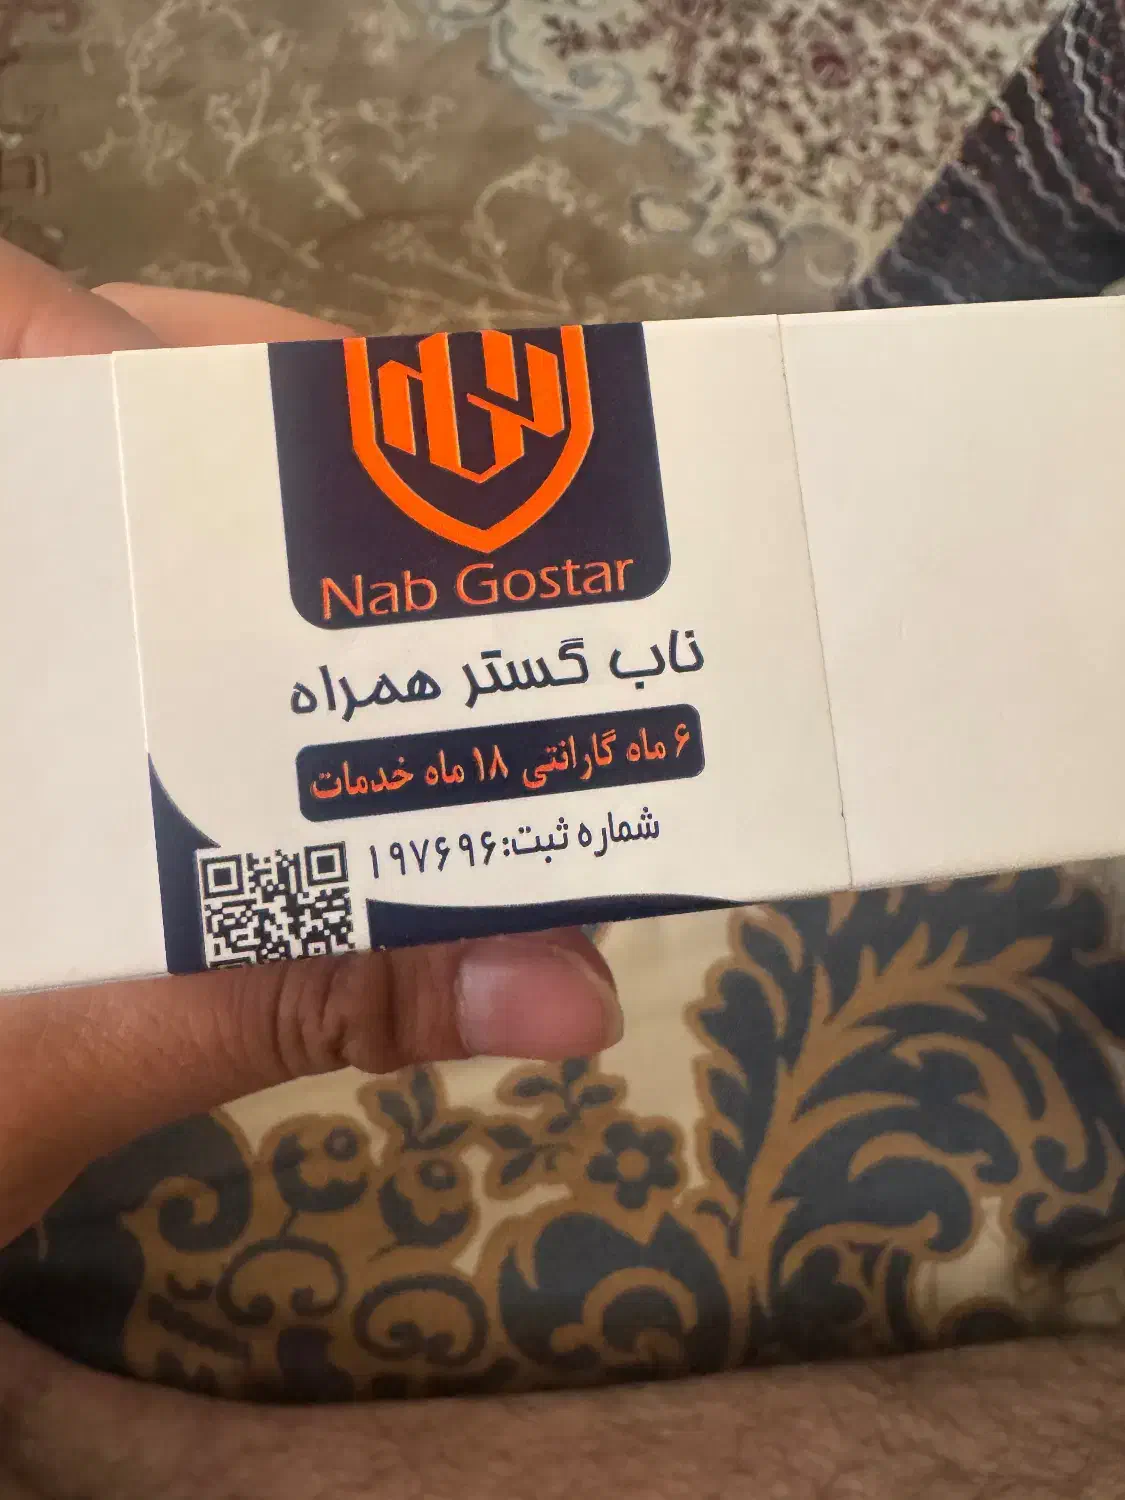 Nab Gostar
ناب گستر همراه
۶ ماه گارانتی ۱۸ ماه خدمات
شماره ثبت:۱۹۷۶۹۶